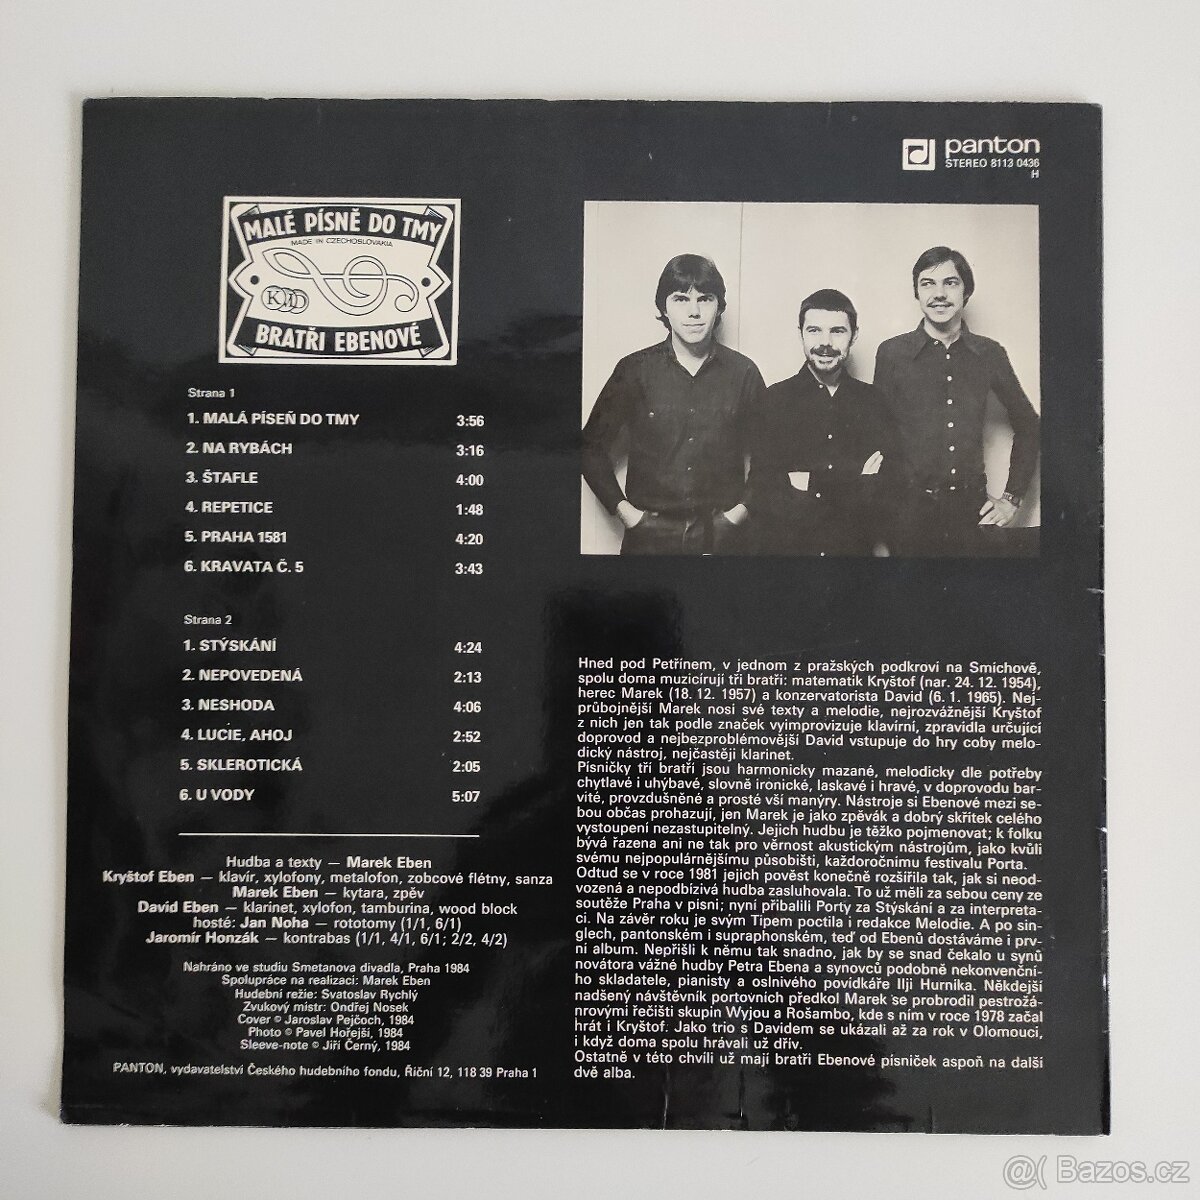 panton
STEREO 8113 0436
H
MALÉ PÍSNĚ DO TMY
MADE IN CZECHOSLOVAKIA
BRATŘI EBENOVÉ
Strana 1
1. MALÁ PÍSEŇ DO TMY 3:56
2. NA RYBÁCH 3:16
3. ŠTAFLE 4:00
4. REPETICE 1:48
5. PRAHA 1581 4:20
6. KRAVATA Č. 5 3:43
Strana 2
1. STÝSKÁNÍ 4:24
2. NEPOVEDENÁ 2:13
3. NESHODA 4:06
4. LUCIE, AHOJ 2:52
5. SKLEROTICKÁ 2:05
6. U VODY 5:07
Hudba a texty — Marek Eben
Kryštof Eben — klavír, xylofony, metalofon, zobcové flétny, sanza
Marek Eben — kytara, zpěv
David Eben — klarinet, xylofon, tamburina, wood block
hosté: Jan Noha — rototomy (1/1, 6/1)
Jaromír Honzák — kontrabas (1/1, 4/1, 6/1; 2/2, 4/2)
Nahráno ve studiu Smetanova divadla, Praha 1984
Spolupráce na realizaci: Marek Eben
Hudební režie: Svatoslav Rychlý
Zvukový mistr: Ondřej Nosek
Cover © Jaroslav Pejčoch, 1984
Photo © Pavel Hořejší, 1984
Sleeve-note © Jiří Černý, 1984
PANTON, vydavatelství Českého hudebního fondu, Říční 12, 118 39 Praha 1
Hned pod Petřínem, v jednom z pražských podkroví na Smíchově,
spolu doma muzicírují tři bratři: matematik Kryštof (nar. 24. 12. 1954),
herec Marek (18. 12. 1957) a konzervatorista David (6. 1. 1965). Nej-
průbojnější Marek nosí své texty a melodie, nejrozvážnější Kryštof
z nich jen tak podle značek vyimprovizuje klavírní, zpravidla určující
doprovod a nejbezproblémovější David vstupuje do hry coby melo-
dický nástroj, nejčastěji klarinet.
Písničky tří bratří jsou harmonicky mazané, melodicky dle potřeby
chytlavé i uhýbavé, slovně ironické, laskavé i hravé, v doprovodu bar-
vité, provzdušněné a prosté vší manýry. Nástroje si Ebenové mezi se-
bou občas prohazují, jen Marek je jako zpěvák a dobrý skřítek celého
vystoupení nezastupitelný. Jejich hudbu je těžko pojmenovat; k folku
bývá řazena ani ne tak pro věrnost akustickým nástrojům, jako kvůli
svému nejpopulárnějšímu působišti, každoročnímu festivalu Porta.
Odtud se v roce 1981 jejich pověst konečně rozšířila tak, jak si neod-
vozená a nepodbízivá hudba zasluhovala. To už měli za sebou ceny ze
soutěže Praha v písni; nyní přibalili Porty za Stýskání a za interpreta-
ci. Na závěr roku je svým Tipem poctila i redakce Melodie. A po sin-
glech, pantonském i supraphonském, teď od Ebenů dostáváme i prv-
ní album. Nepřišli k němu tak snadno, jak by se snad čekalo u synů
novátora vážné hudby Petra Ebena a synovců podobně nekonvenční-
ho skladatele, pianisty a oslnivého povídkáře Ilji Hurníka. Někdejší
nadšený návštěvník portovních předkol Marek se probrodil pestrožá-
nrovými řečišti skupin Wyjou a Rošambo, kde s ním v roce 1978 začal
hrát i Kryštof. Jako trio s Davidem se ukázali až za rok v Olomouci,
i když doma spolu hrávali už dřív.
Ostatně v této chvíli už mají bratři Ebenové písniček aspoň na další
dvě alba.
@( Bazos.cz